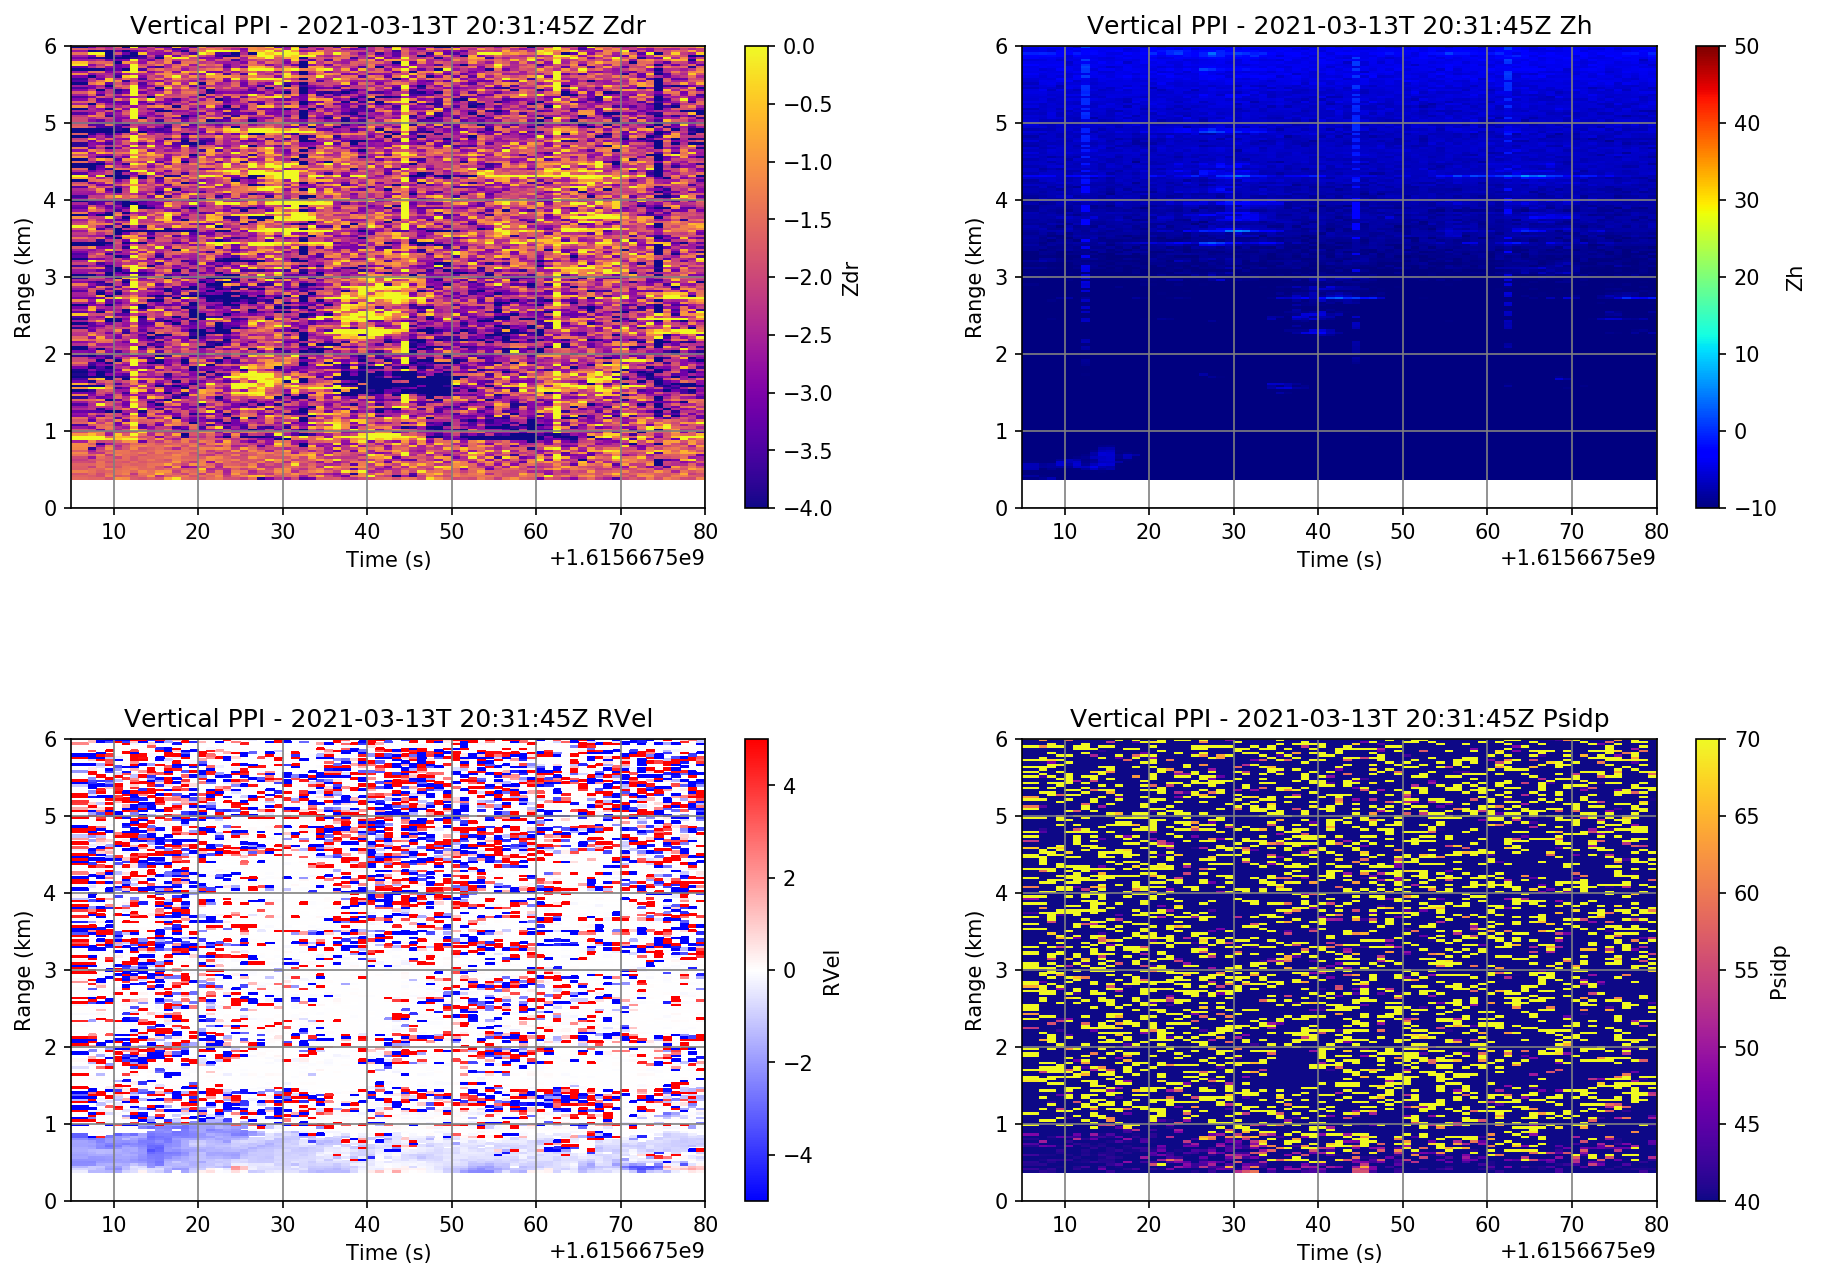 Vertical PPI - 2021-03-13T 20:31:45Z Zdr
6
5
4
3
2
1
0
Range (km)
10 20 30 40 50 60 70 80
Time (s)
+1.6156675e9
0.0
−0.5
−1.0
−1.5
−2.0
−2.5
−3.0
−3.5
−4.0
Zdr
Vertical PPI - 2021-03-13T 20:31:45Z Zh
6
5
4
3
2
1
0
Range (km)
10 20 30 40 50 60 70 80
Time (s)
+1.6156675e9
50
40
30
20
10
0
−10
Zh
Vertical PPI - 2021-03-13T 20:31:45Z RVel
6
5
4
3
2
1
0
Range (km)
10 20 30 40 50 60 70 80
Time (s)
+1.6156675e9
4
2
0
−2
−4
RVel
Vertical PPI - 2021-03-13T 20:31:45Z Psidp
6
5
4
3
2
1
0
Range (km)
10 20 30 40 50 60 70 80
Time (s)
+1.6156675e9
70
65
60
55
50
45
40
Psidp